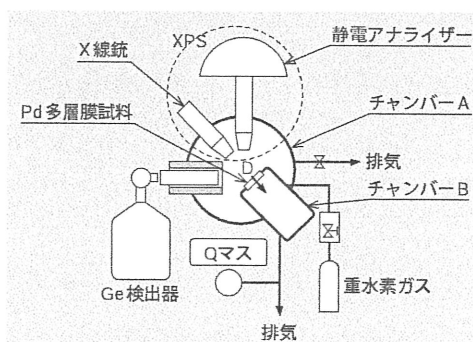 XPS
静電アナライザー
X線銃
Pd多層膜試料
チャンバーA
D
排気
チャンバーB
Qマス
Ge検出器
重水素ガス
排気